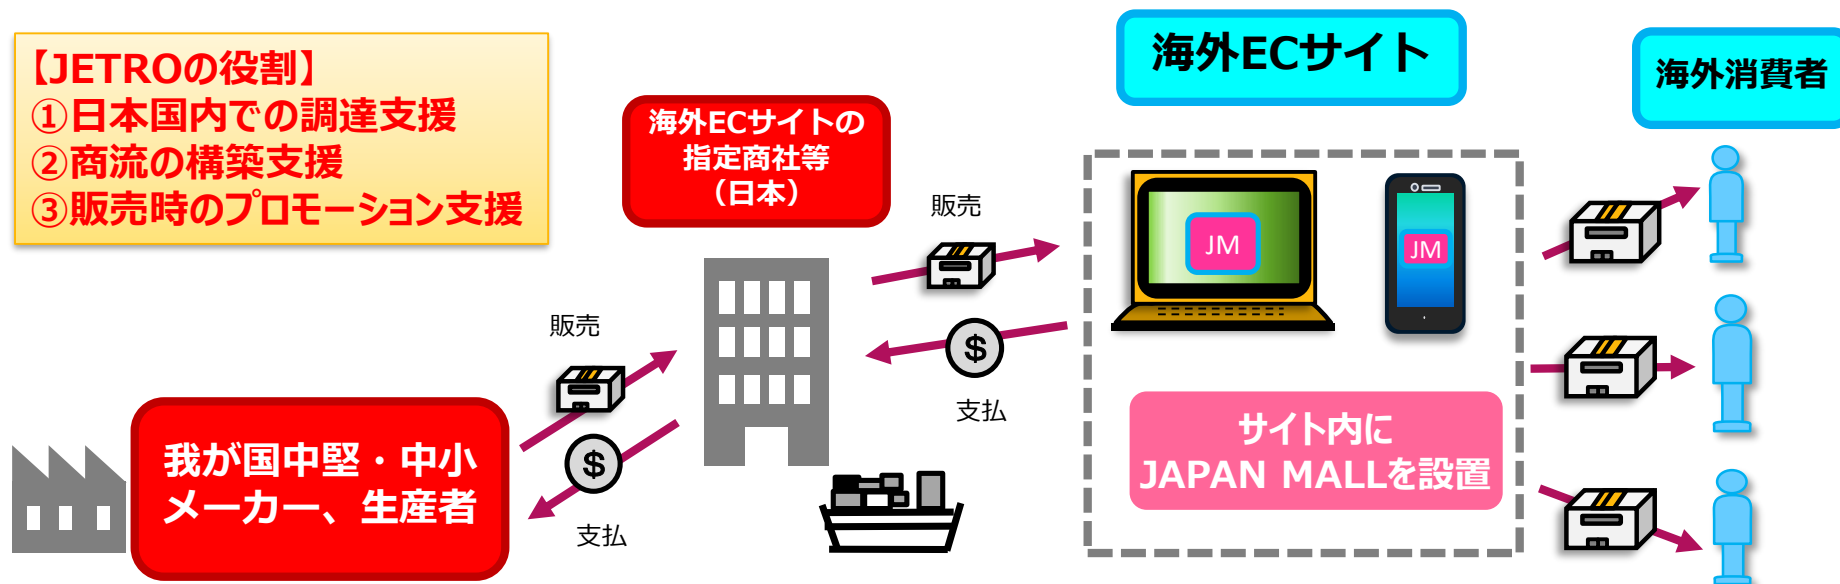 【JETROの役割】
①日本国内での調達支援
②商流の構築支援
③販売時のプロモーション支援
海外ECサイトの
指定商社等
（日本）
海外ECサイト
海外消費者
販売
JM
JM
販売
$
支払
サイト内に
JAPAN MALLを設置
我が国中堅・中小
メーカー、生産者
$
支払